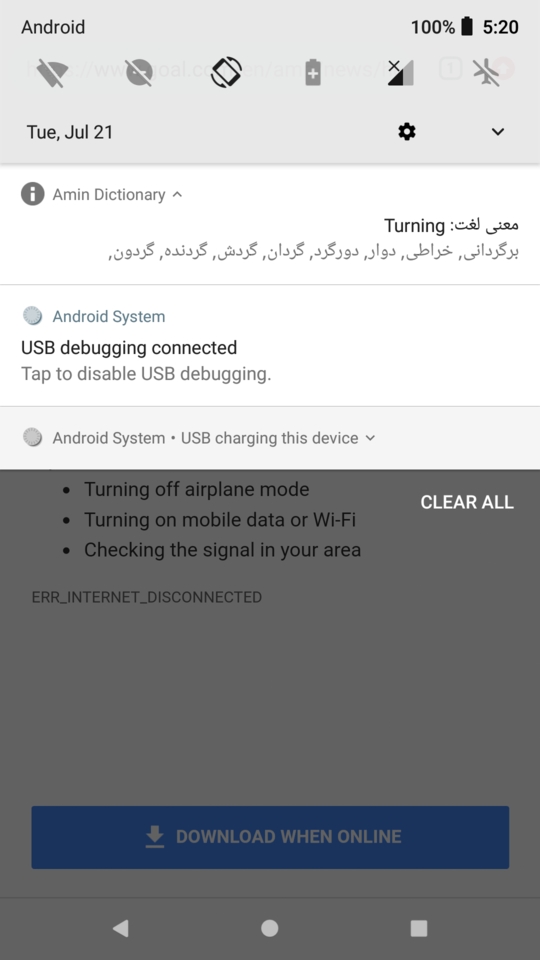 Android
100%
5:20
Tue, Jul 21
Amin Dictionary
معنی لغت: Turning
برگردانی, خراطی, دوار, دورگرد, گردان, گردش, گردنده, گردون,
Android System
USB debugging connected
Tap to disable USB debugging.
Android System • USB charging this device
Turning off airplane mode
CLEAR ALL
Turning on mobile data or Wi-Fi
Checking the signal in your area
ERR_INTERNET_DISCONNECTED
DOWNLOAD WHEN ONLINE